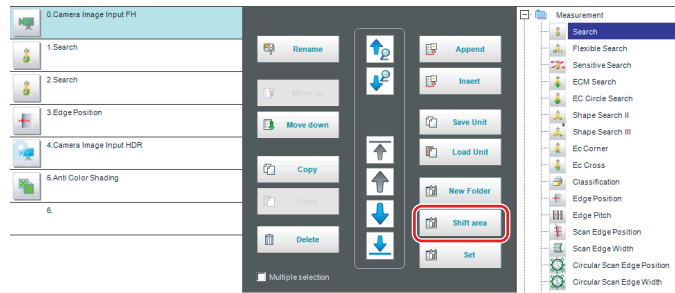 0.Camera Image Input FH
1.Search
2.Search
3.Edge Position
4.Camera Image Input HDR
5.Anti Color Shading
6.
Rename
Move up
Move down
Copy
Paste
Delete
Multiple selection
Append
Insert
Save Unit
Load Unit
New Folder
Shift area
Set
Measurement
Search
Flexible Search
Sensitive Search
ECM Search
EC Circle Search
Shape Search II
Shape Search III
Ec Corner
Ec Cross
Classification
Edge Position
Edge Pitch
Scan Edge Position
Scan Edge Width
Circular Scan Edge Position
Circular Scan Edge Width